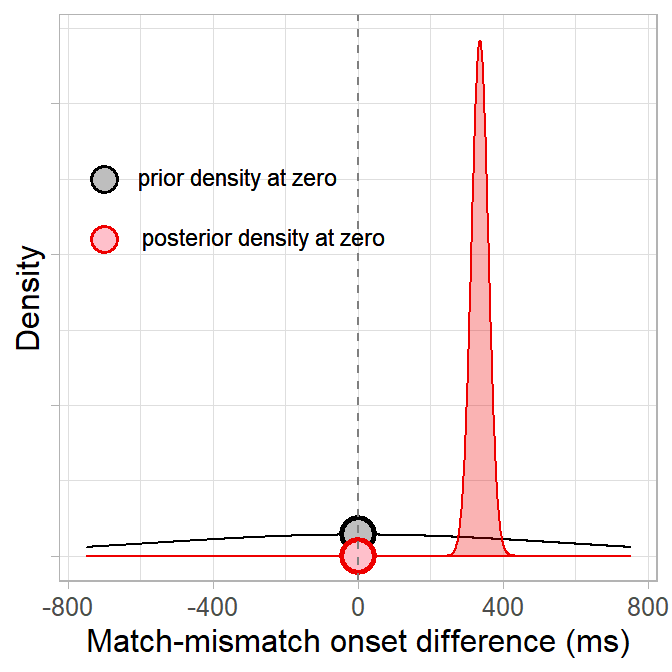 prior density at zero
posterior density at zero
Density
-800 -400 0 400 800
Match-mismatch onset difference (ms)